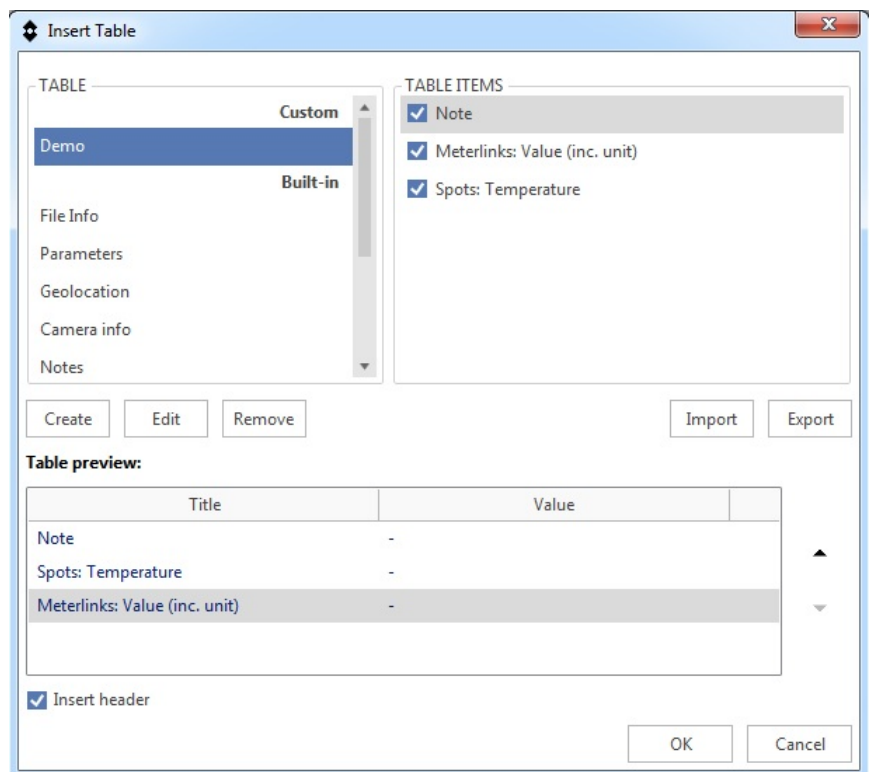 Insert Table
TABLE
Custom
Demo
Built-in
File Info
Parameters
Geolocation
Camera info
Notes
TABLE ITEMS
Note
Meterlinks: Value (inc. unit)
Spots: Temperature
Create Edit Remove Import Export
Table preview:
Title Value
Note -
Spots: Temperature -
Meterlinks: Value (inc. unit) -
Insert header
OK Cancel